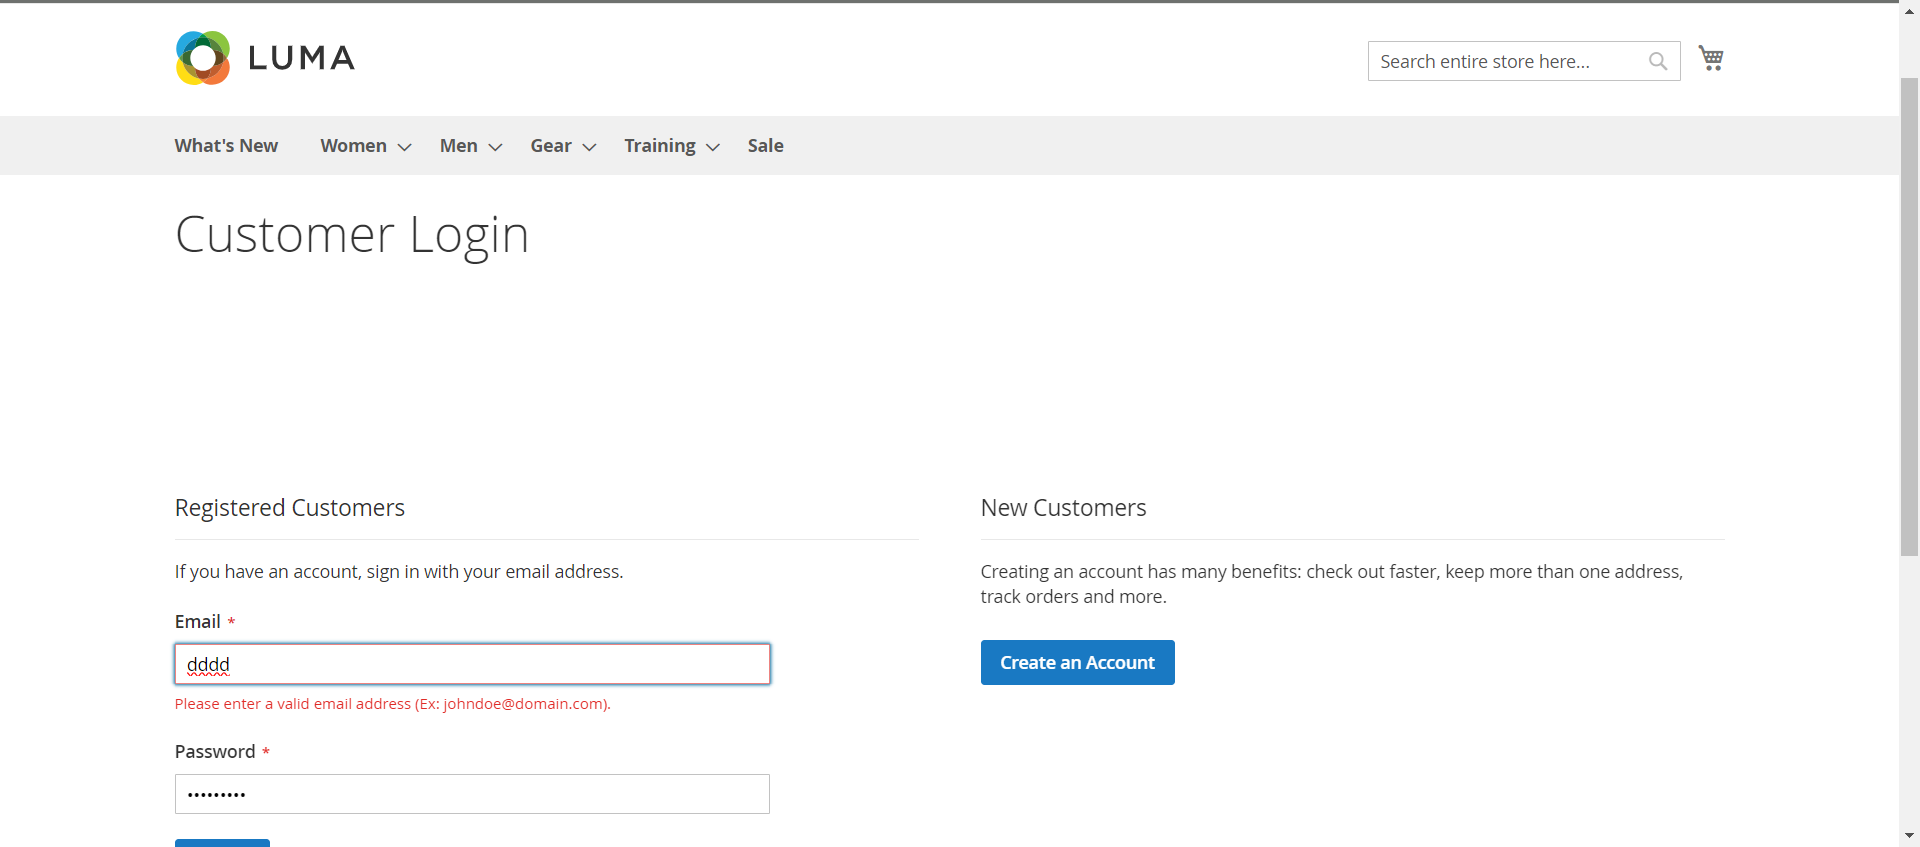 LUMA
Search entire store here...
What's New Women Men Gear Training Sale
Customer Login
Registered Customers
If you have an account, sign in with your email address.
Email *
dddd
Please enter a valid email address (Ex: johndoe@domain.com).
Password *
•••••••••
New Customers
Creating an account has many benefits: check out faster, keep more than one address,
track orders and more.
Create an Account